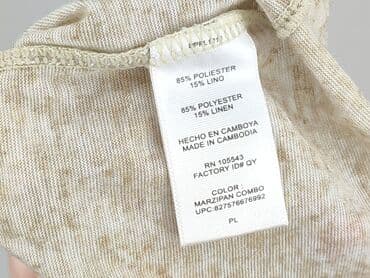 85% POLIESTER
15% LINO
85% POLYESTER
15% LINEN
HECHO EN CAMBOYA
MADE IN CAMBODIA
RN 105543
FACTORY ID# QY
COLOR:
MARZIPAN COMBO
UPC:627576676992
PL